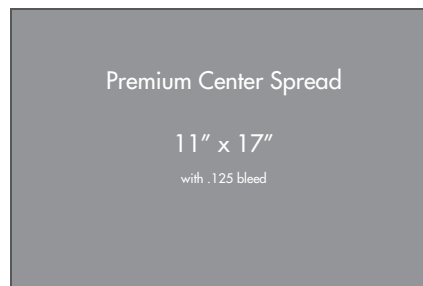 Premium Center Spread
11” x 17”
with .125 bleed